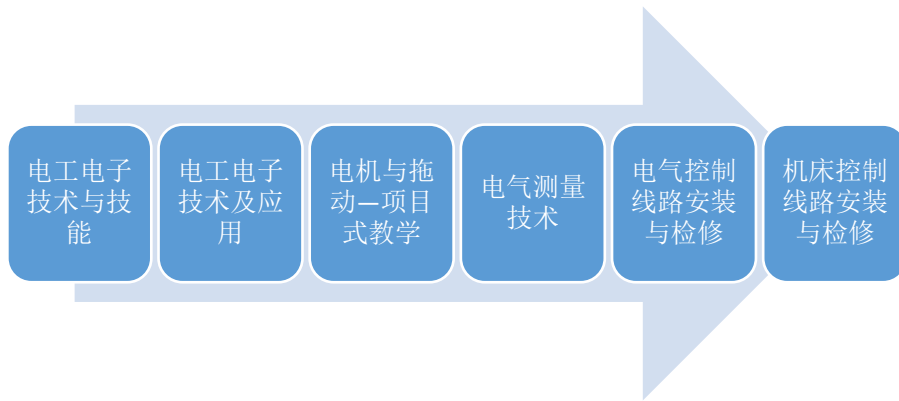 电工电子
技术与技
能
电工电子
技术及应
用
电机与拖
动—项目
式教学
电气测量
技术
电气控制
线路安装
与检修
机床控制
线路安装
与检修